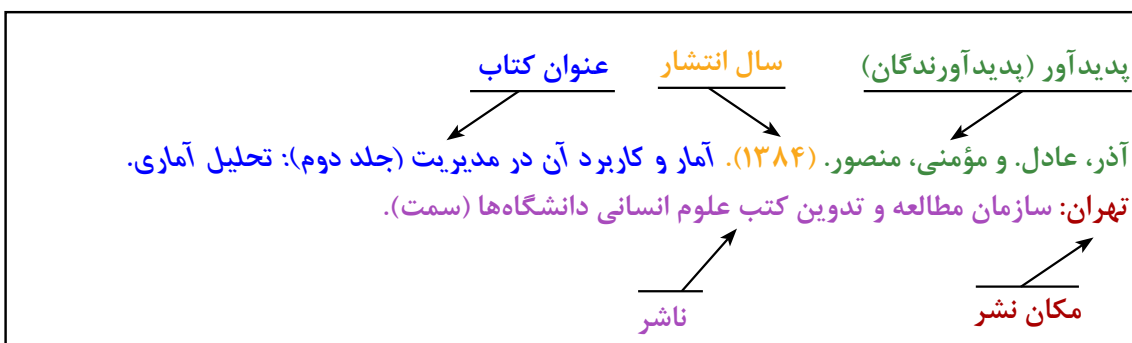 پدیدآور (پدیدآورندگان) سال انتشار عنوان کتاب
آذر، عادل. و مؤمنی، منصور. (۱۳۸۴). آمار و کاربرد آن در مدیریت (جلد دوم): تحلیل آماری.
تهران: سازمان مطالعه و تدوین کتب علوم انسانی دانشگاه‌ها (سمت).
مکان نشر ناشر